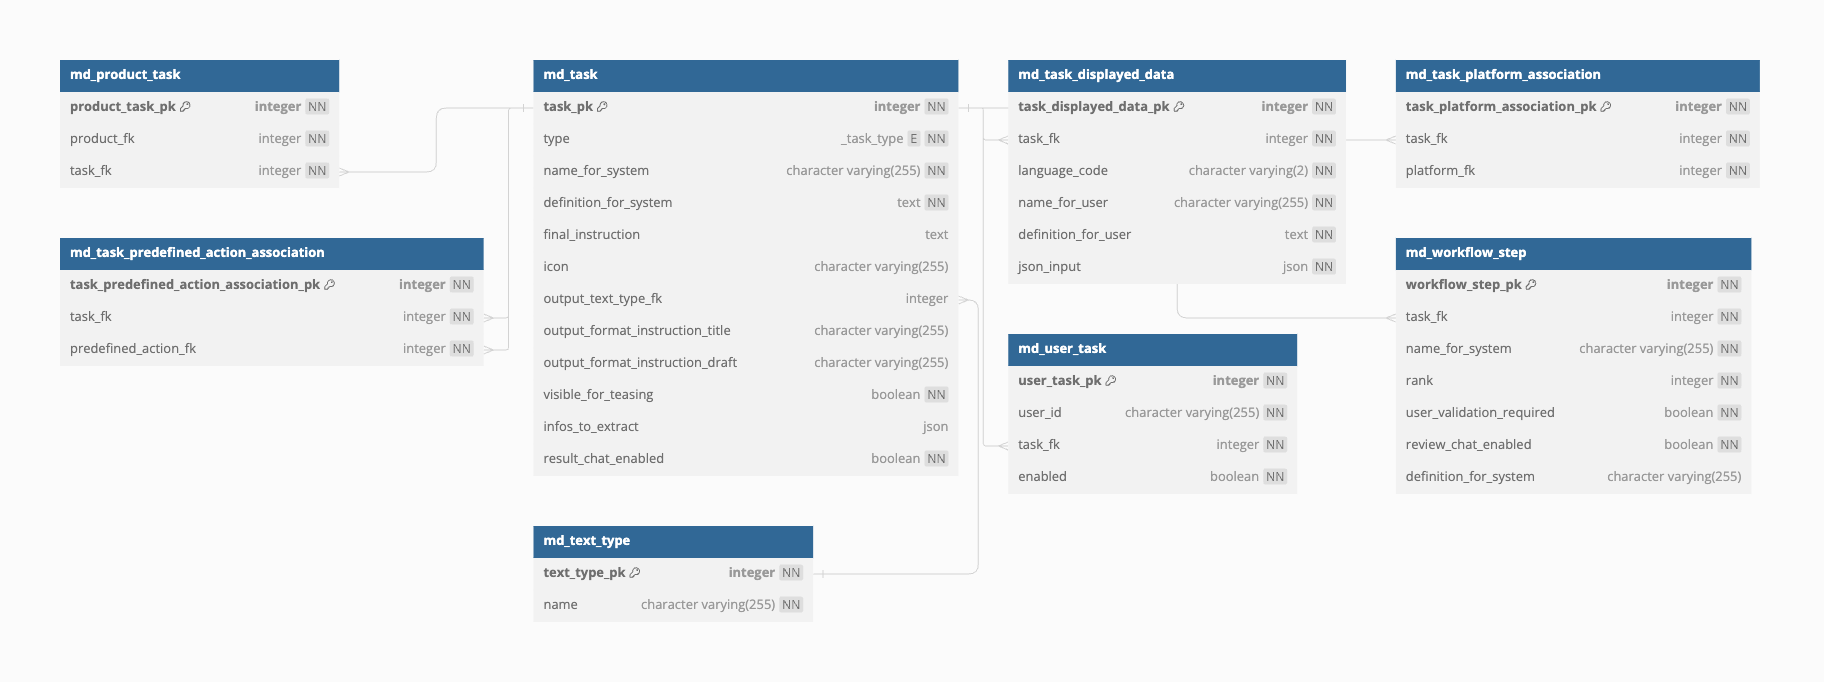 md_product_task
product_task_pk integer NN
product_fk integer NN
task_fk integer NN
md_task_predefined_action_association
task_predefined_action_association_pk integer NN
task_fk integer NN
predefined_action_fk integer NN
md_task
task_pk integer NN
type _task_type E NN
name_for_system character varying(255) NN
definition_for_system text NN
final_instruction text
icon character varying(255)
output_text_type_fk integer
output_format_instruction_title character varying(255)
output_format_instruction_draft character varying(255)
visible_for_teasing boolean NN
infos_to_extract json
result_chat_enabled boolean NN
md_text_type
text_type_pk integer NN
name character varying(255) NN
md_task_displayed_data
task_displayed_data_pk integer NN
task_fk integer NN
language_code character varying(2) NN
name_for_user character varying(255) NN
definition_for_user text NN
json_input json NN
md_user_task
user_task_pk integer NN
user_id character varying(255) NN
task_fk integer NN
enabled boolean NN
md_task_platform_association
task_platform_association_pk integer NN
task_fk integer NN
platform_fk integer NN
md_workflow_step
workflow_step_pk integer NN
task_fk integer NN
name_for_system character varying(255) NN
rank integer NN
user_validation_required boolean NN
review_chat_enabled boolean NN
definition_for_system character varying(255)